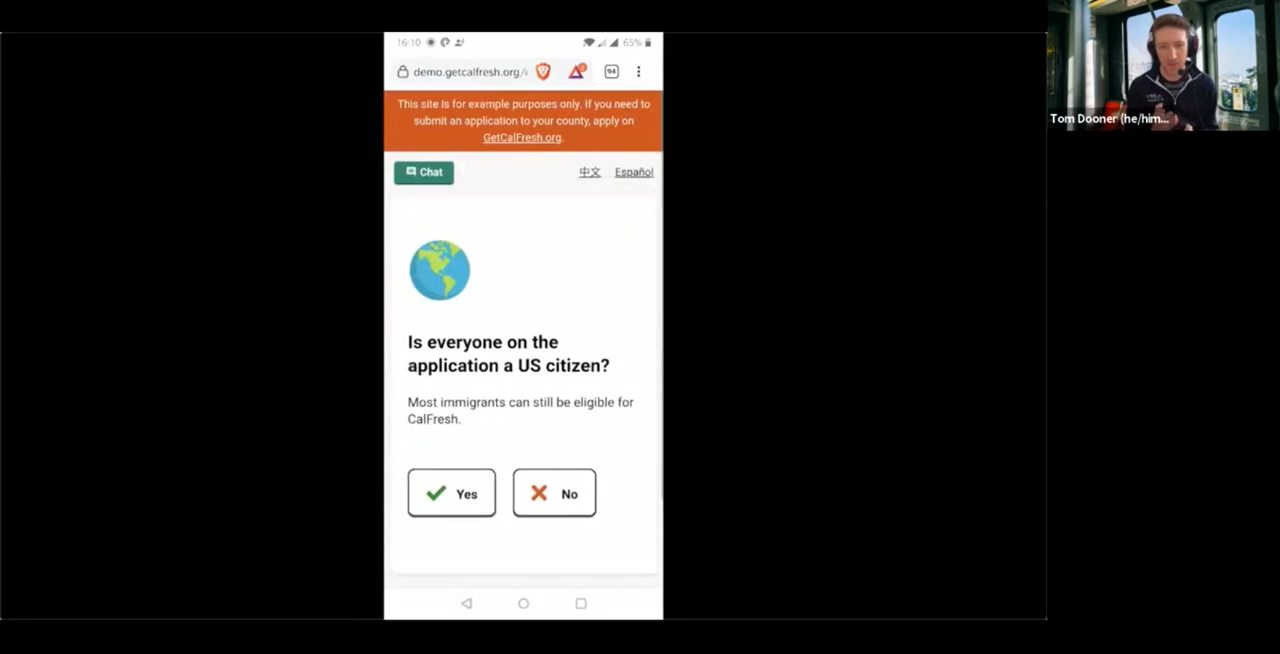 16:10
65%
demo.getcalfresh.org/
94
This site is for example purposes only. If you need to
submit an application to your county, apply on
GetCalFresh.org.
Chat
中文
Español
Is everyone on the
application a US citizen?
Most immigrants can still be eligible for
CalFresh.
Yes
No
Tom Dooner (he/him...